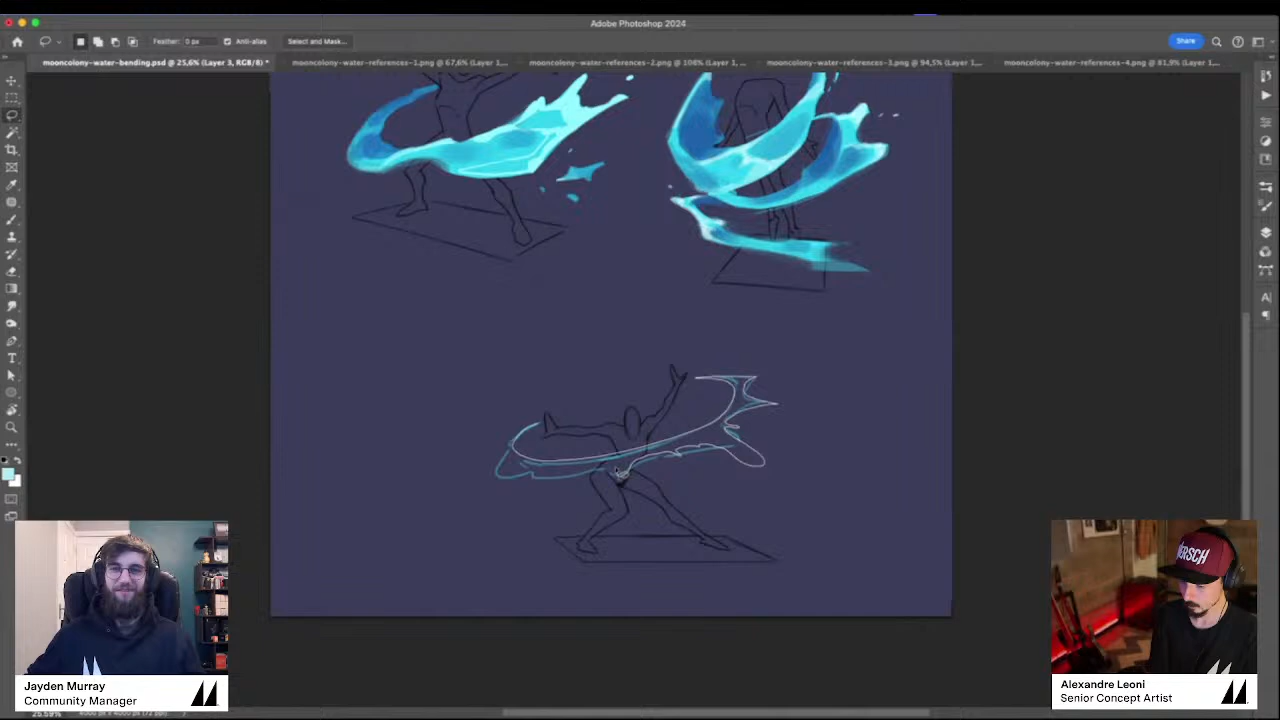 Adobe Photoshop 2024
Feather: 0 px
Anti-alias
Select and Mask...
Share
mooncolony-water-bending.psd @ 25,6% (Layer 3, RGB/8) *
mooncolony-water-references-1.png @ 67,6% (Layer 1,...
mooncolony-water-references-2.png @ 108% (Layer 1, ...
mooncolony-water-references-3.png @ 94,5% (Layer 1,...
mooncolony-water-references-4.png @ 81,9% (Layer 1,...
VERSCH
Jayden Murray
Community Manager
Alexandre Leoni
Senior Concept Artist
25.59%